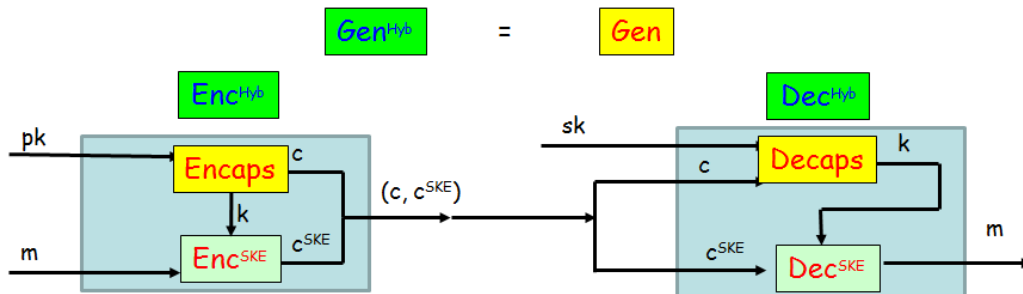 Gen^Hyb = Gen
Enc^Hyb Dec^Hyb
pk Encaps c sk Decaps k
k (c, c^SKE) c
m Enc^SKE c^SKE c^SKE Dec^SKE m